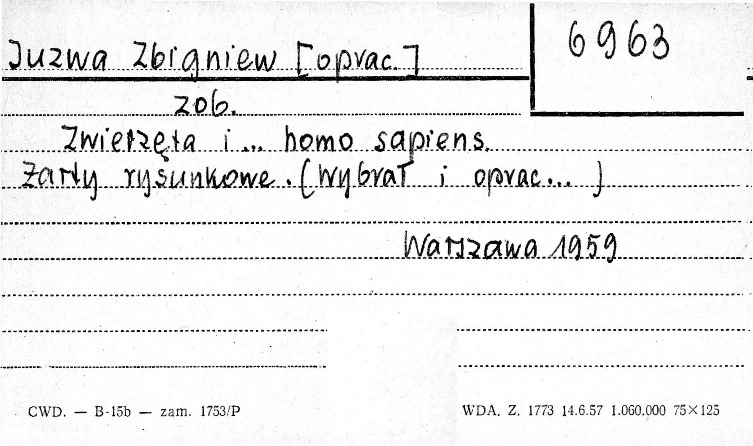 Juzwa Zbigniew [oprac.]
6963
zob.
Zwierzęta i... homo sapiens.
Żarty rysunkowe. (Wybrał i oprac... )
Warszawa 1959
CWD. — B-15b — zam. 1753/P
WDA. Z. 1773 14.6.57 1.060.000 75×125